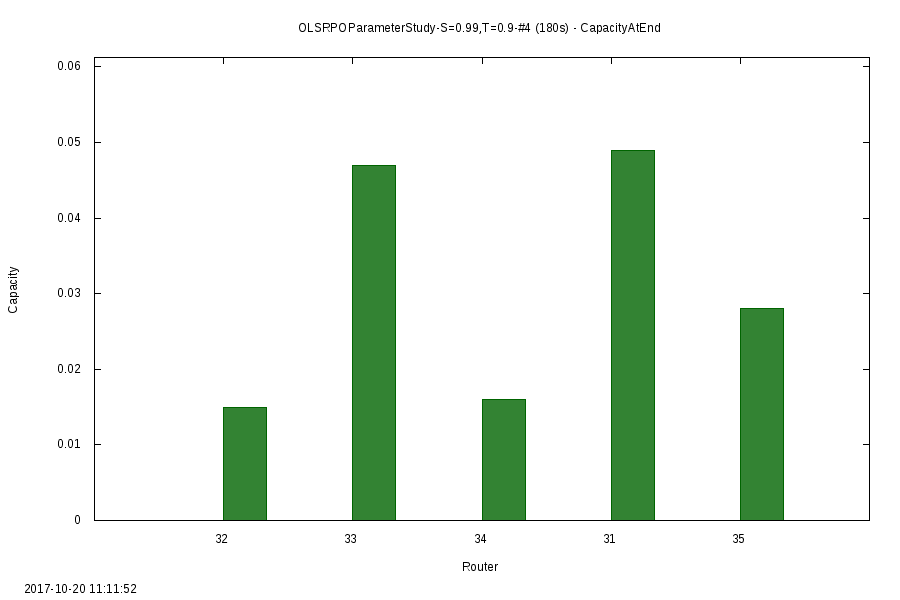 OLSRPOParameterStudy-S=0.99,T=0.9-#4 (180s) - CapacityAtEnd
0.06
0.05
0.04
0.03
0.02
0.01
0
Capacity
32 33 34 31 35
Router
2017-10-20 11:11:52